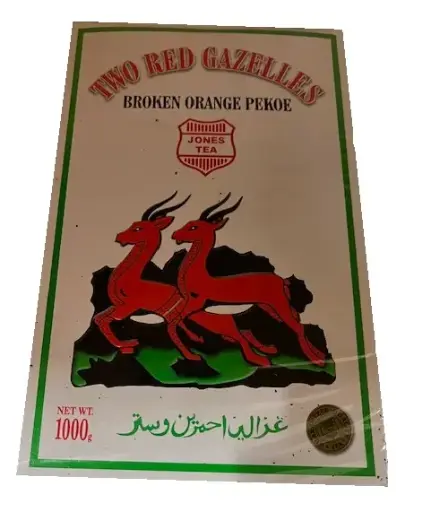 TWO RED GAZELLES
BROKEN ORANGE PEKOE
JONES
TEA
NET WT.
1000g
غزالين احمرين وستر